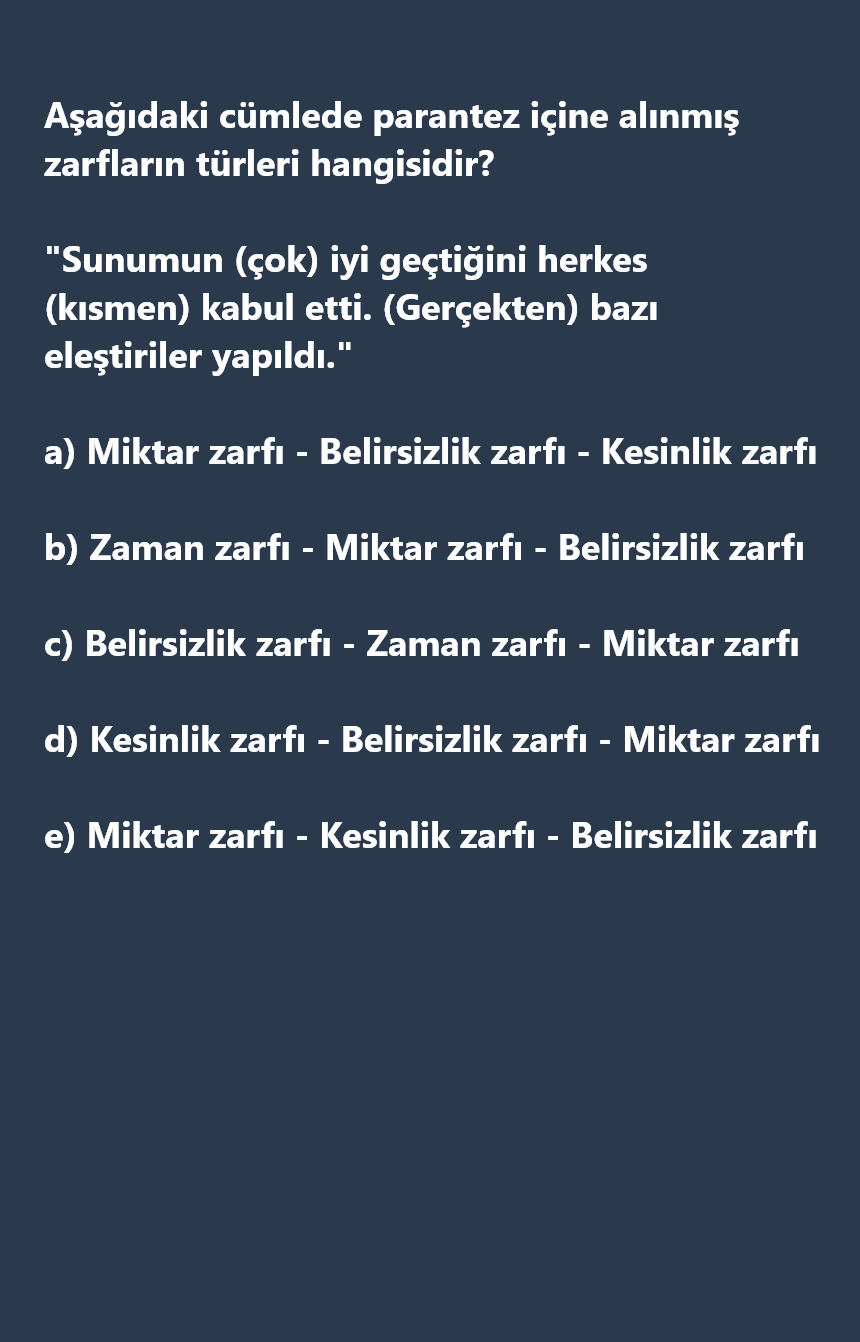 Aşağıdaki cümlede parantez içine alınmış
zarfların türleri hangisidir?
"Sunumun (çok) iyi geçtiğini herkes
(kısmen) kabul etti. (Gerçekten) bazı
eleştiriler yapıldı."
a) Miktar zarfı - Belirsizlik zarfı - Kesinlik zarfı
b) Zaman zarfı - Miktar zarfı - Belirsizlik zarfı
c) Belirsizlik zarfı - Zaman zarfı - Miktar zarfı
d) Kesinlik zarfı - Belirsizlik zarfı - Miktar zarfı
e) Miktar zarfı - Kesinlik zarfı - Belirsizlik zarfı